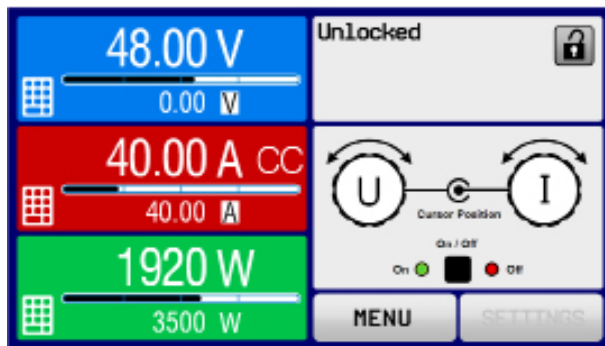 48.00 V
0.00 V
40.00 A CC
40.00 A
1920 W
3500 W
Unlocked
U
I
Cursor Position
On / Off
On
Off
MENU
SETTINGS